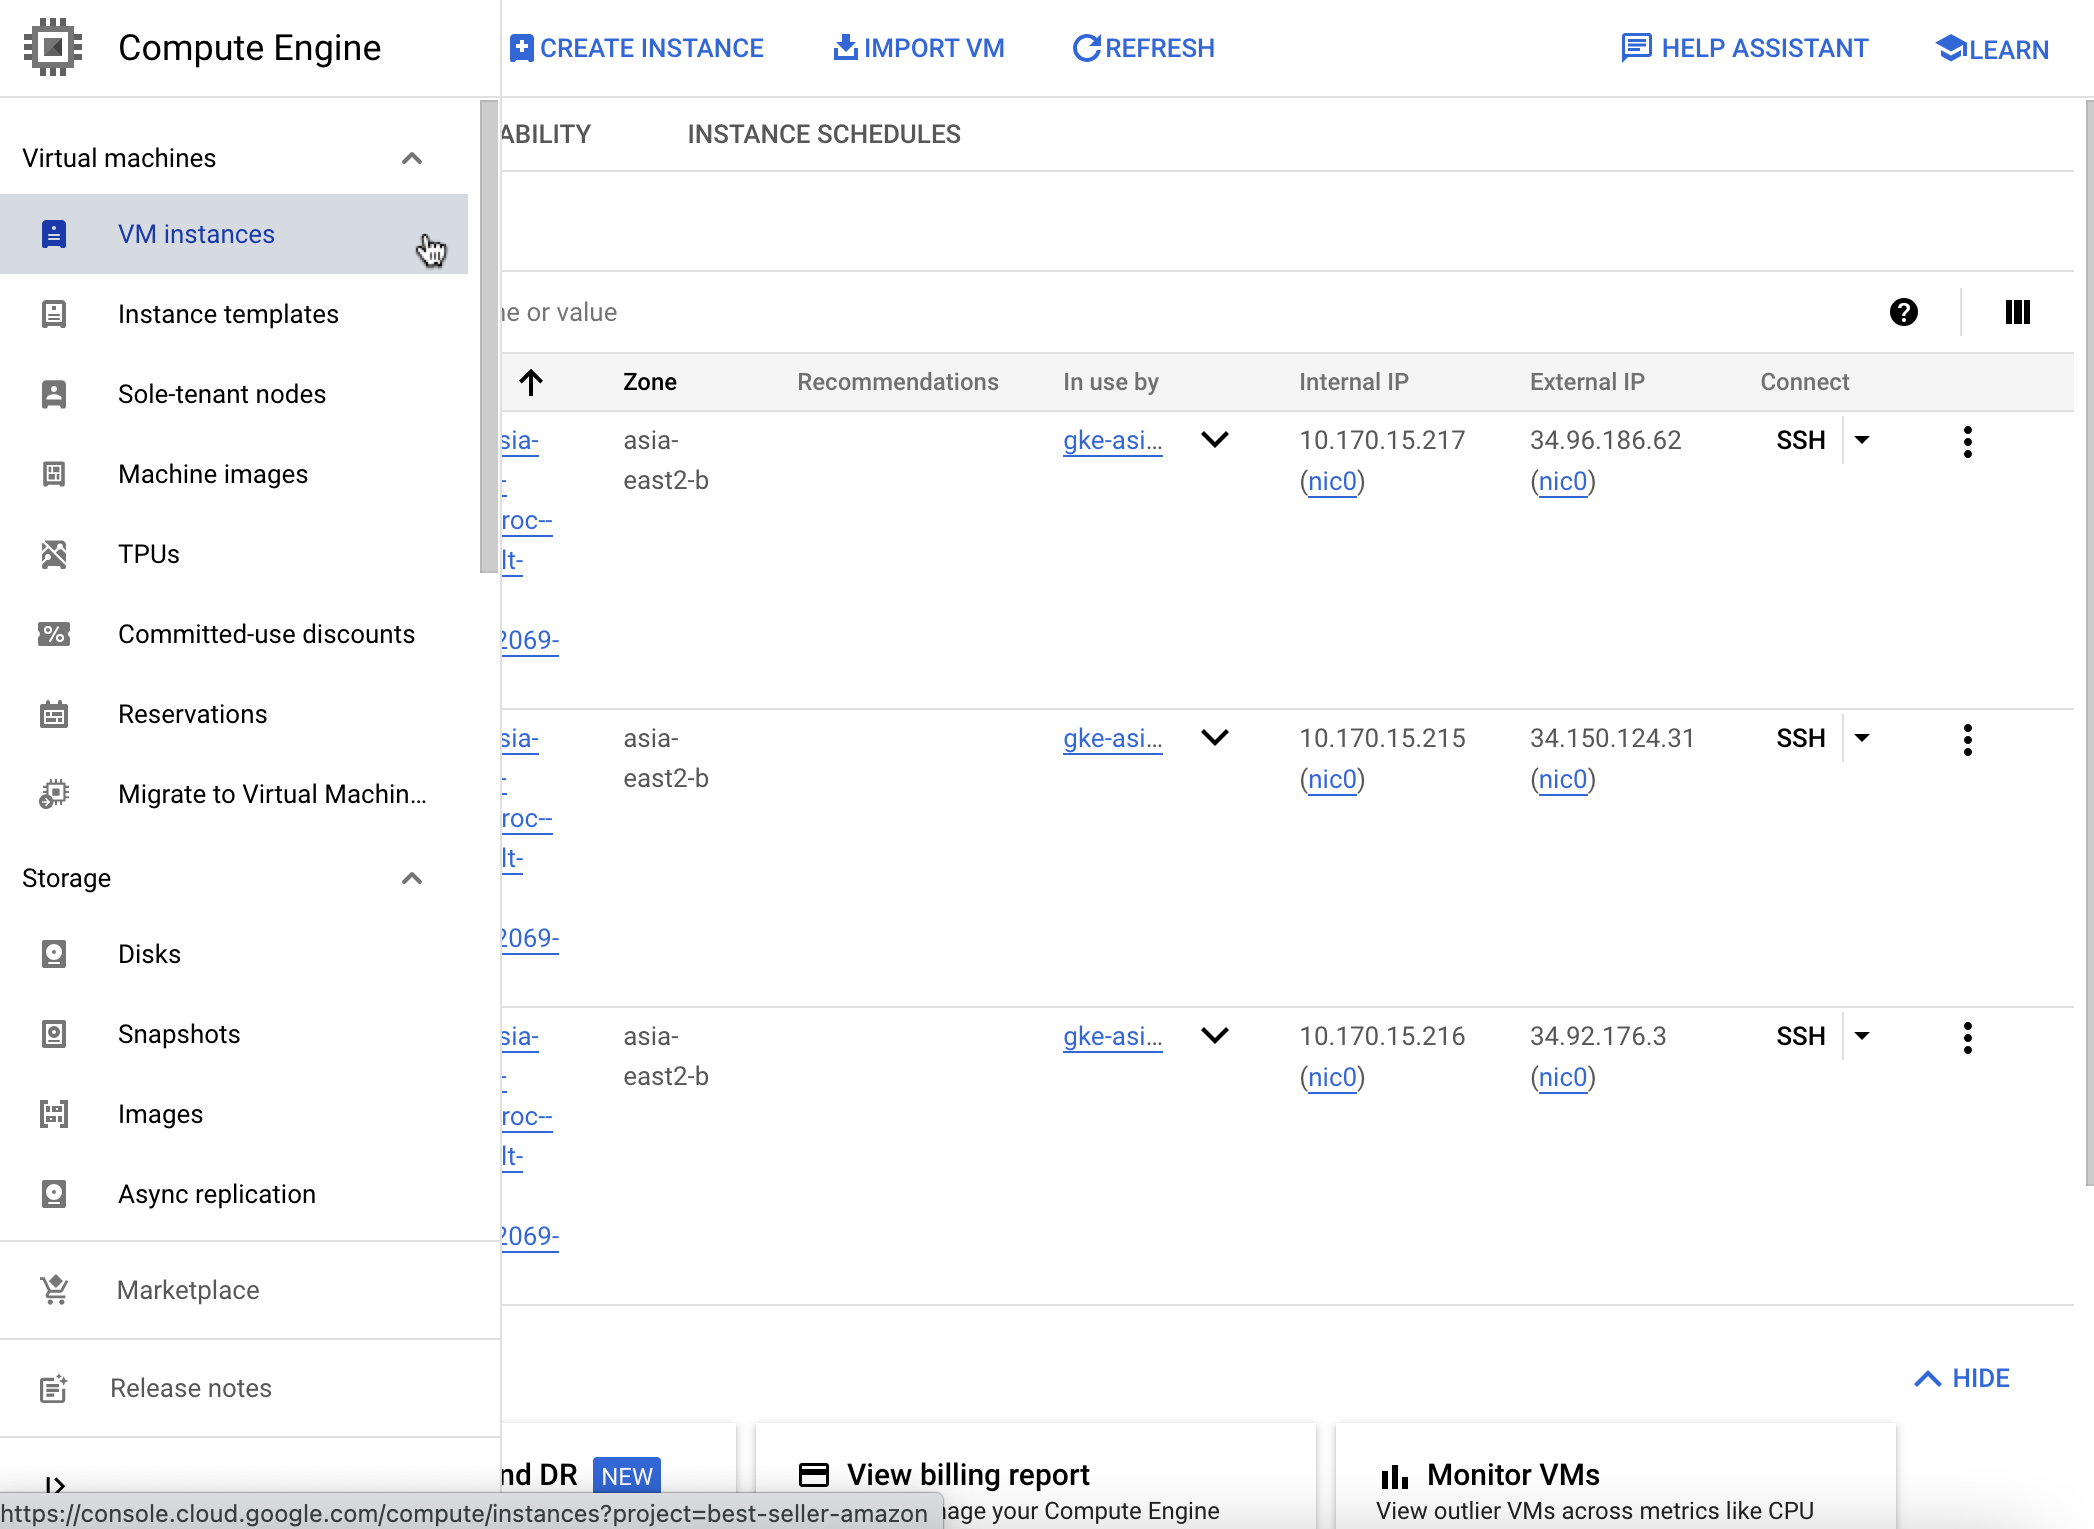 Compute Engine
CREATE INSTANCE
IMPORT VM
REFRESH
HELP ASSISTANT
LEARN
Virtual machines
VM instances
Instance templates
Sole-tenant nodes
Machine images
TPUs
Committed-use discounts
Reservations
Migrate to Virtual Machin...
Storage
Disks
Snapshots
Images
Async replication
Marketplace
Release notes
https://console.cloud.google.com/compute/instances?project=best-seller-amazon
ABILITY
INSTANCE SCHEDULES
or value
Zone Recommendations In use by Internal IP External IP Connect
sia- asia- gke-asi... 10.170.15.217 34.96.186.62 SSH
- east2-b (nic0) (nic0)
roc--
lt-
2069-
sia- asia- gke-asi... 10.170.15.215 34.150.124.31 SSH
- east2-b (nic0) (nic0)
roc--
lt-
2069-
sia- asia- gke-asi... 10.170.15.216 34.92.176.3 SSH
- east2-b (nic0) (nic0)
roc--
lt-
2069-
HIDE
nd DR NEW
View billing report
nage your Compute Engine
Monitor VMs
View outlier VMs across metrics like CPU